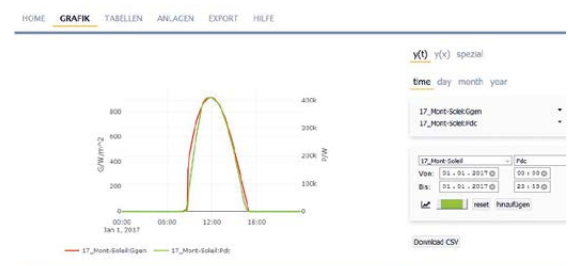 HOME GRAFIK TABELLEN ANLAGEN EXPORT HILFE
y(t) y(x) spezial
time day month year
17_Mont-Soleil:Ggen
17_Mont-Soleil:Pdc
17_Mont-Soleil Pdc
Von: 01.01.2017 00:00
Bis: 01.01.2017 23:55
reset hinzufügen
Download CSV
G/W/m^2
800
600
400
200
0
P/W
400k
300k
200k
100k
0
00:00 06:00 12:00 18:00
Jan 1, 2017
17_Mont-Soleil:Ggen 17_Mont-Soleil:Pdc